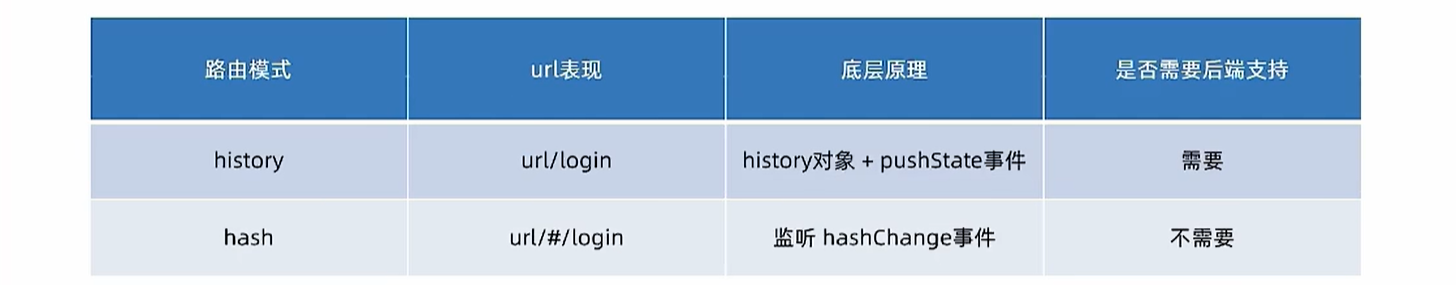 路由模式 url表现 底层原理 是否需要后端支持
history url/login history对象 + pushState事件 需要
hash url/#/login 监听 hashChange事件 不需要